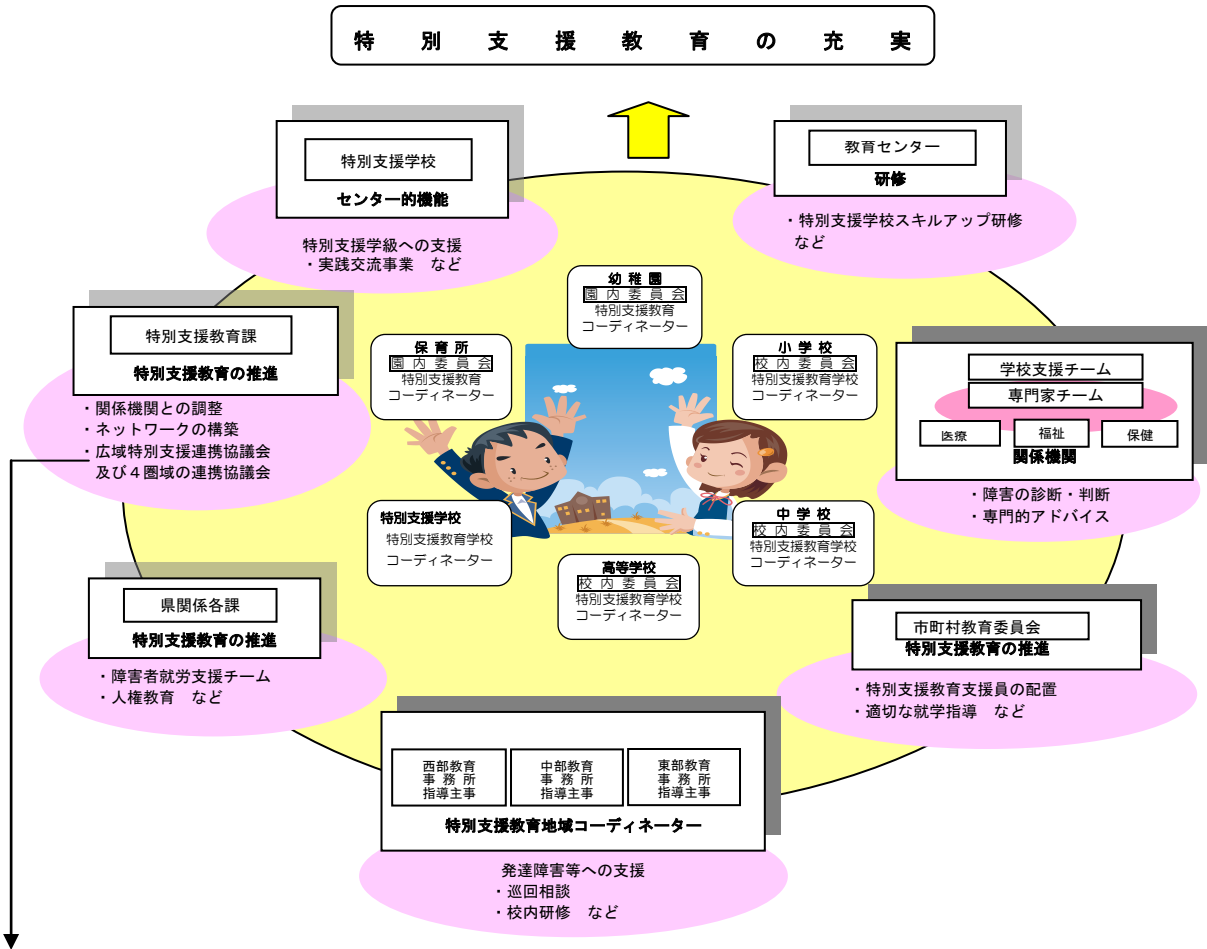 特別支援教育の充実
特別支援学校
センター的機能
特別支援学級への支援
・実践交流事業　など
教育センター
研修
・特別支援学校スキルアップ研修
など
特別支援教育課
特別支援教育の推進
・関係機関との調整
・ネットワークの構築
・広域特別支援連携協議会
及び４圏域の連携協議会
幼稚園
園内委員会
特別支援教育
コーディネーター
保育所
園内委員会
特別支援教育
コーディネーター
小学校
校内委員会
特別支援教育学校
コーディネーター
学校支援チーム
専門家チーム
医療
福祉
保健
関係機関
・障害の診断・判断
・専門的アドバイス
特別支援学校
特別支援教育学校
コーディネーター
中学校
校内委員会
特別支援教育学校
コーディネーター
高等学校
校内委員会
特別支援教育学校
コーディネーター
県関係各課
特別支援教育の推進
・障害者就労支援チーム
・人権教育　など
市町村教育委員会
特別支援教育の推進
・特別支援教育支援員の配置
・適切な就学指導　など
西部教育
事務所
指導主事
中部教育
事務所
指導主事
東部教育
事務所
指導主事
特別支援教育地域コーディネーター
発達障害等への支援
・巡回相談
・校内研修　など